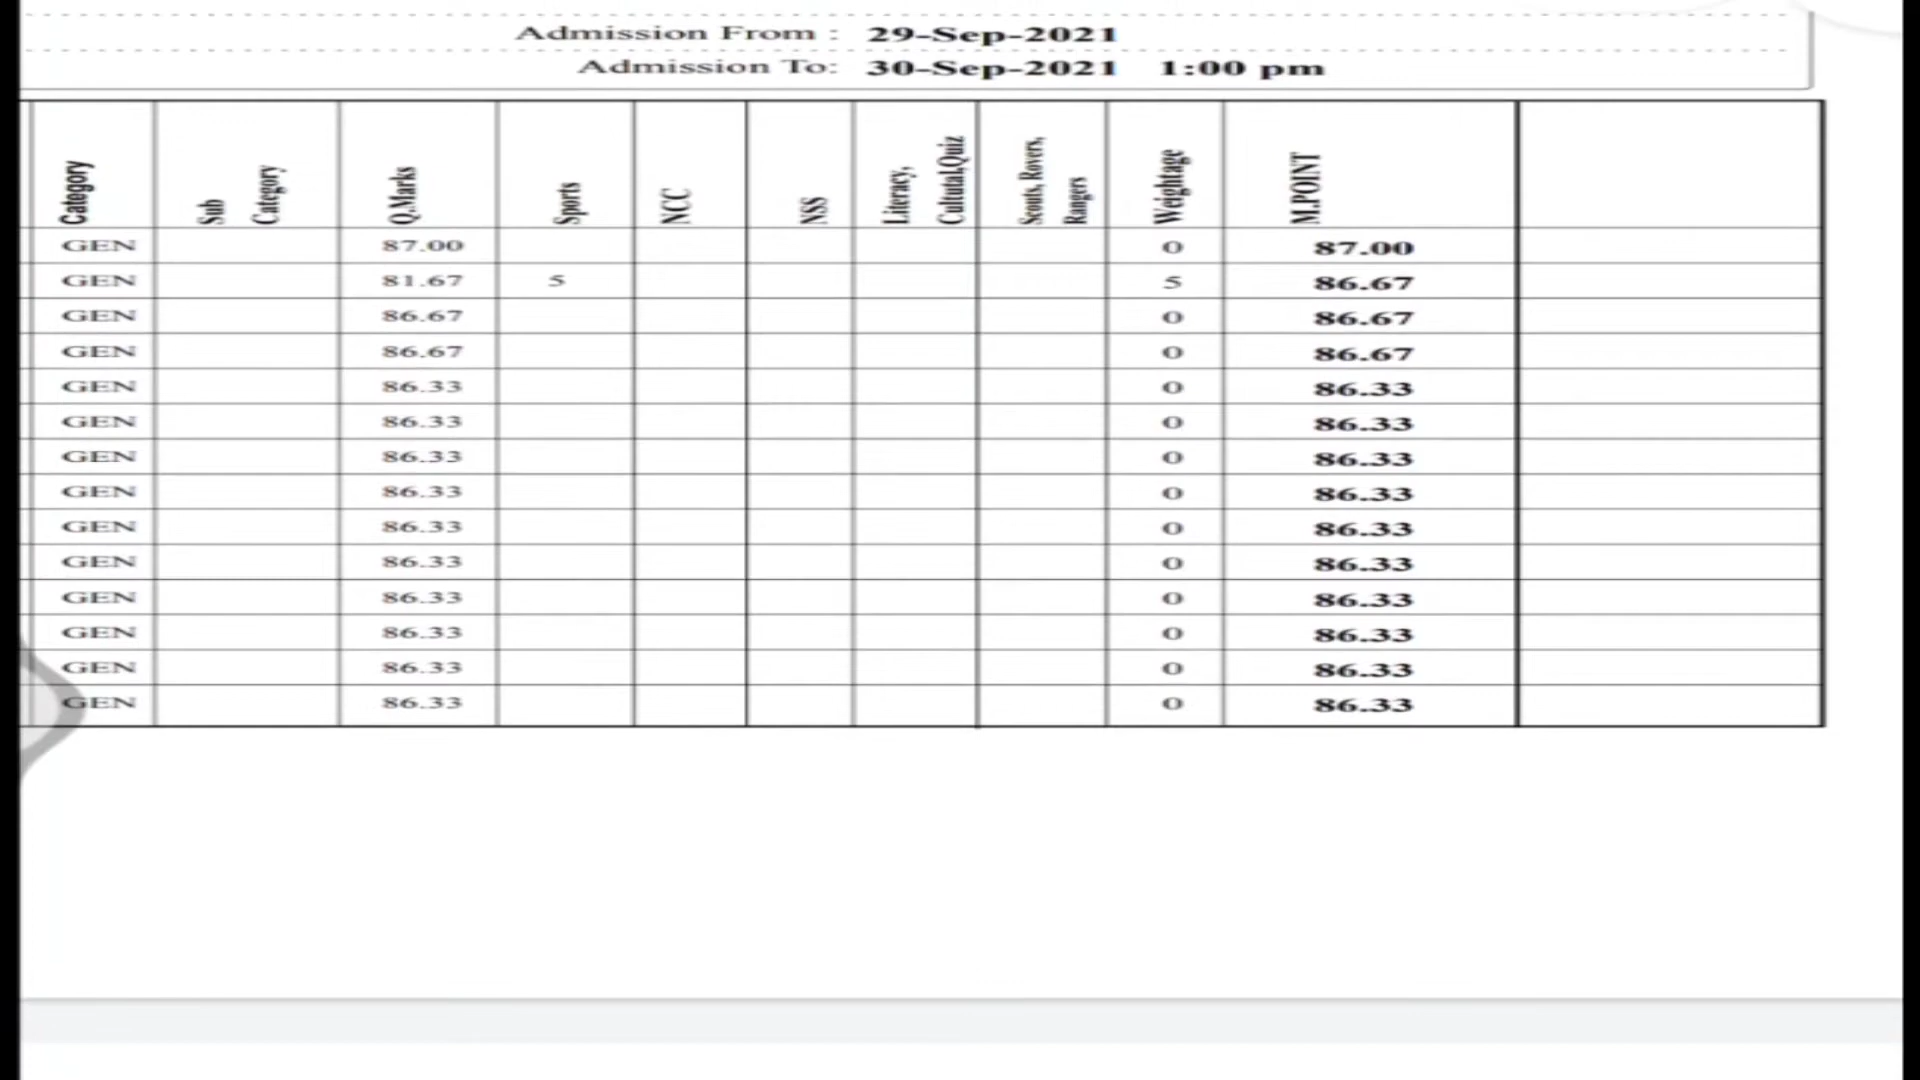 Admission From : 29-Sep-2021
Admission To: 30-Sep-2021 1:00 pm
Category Sub Category Q.Marks Sports NCC NSS Literacy, Cultutal,Quiz Scouts, Rovers, Rangers Weightage M.POINT
GEN 87.00 0 87.00
GEN 81.67 5 5 86.67
GEN 86.67 0 86.67
GEN 86.67 0 86.67
GEN 86.33 0 86.33
GEN 86.33 0 86.33
GEN 86.33 0 86.33
GEN 86.33 0 86.33
GEN 86.33 0 86.33
GEN 86.33 0 86.33
GEN 86.33 0 86.33
GEN 86.33 0 86.33
GEN 86.33 0 86.33
GEN 86.33 0 86.33